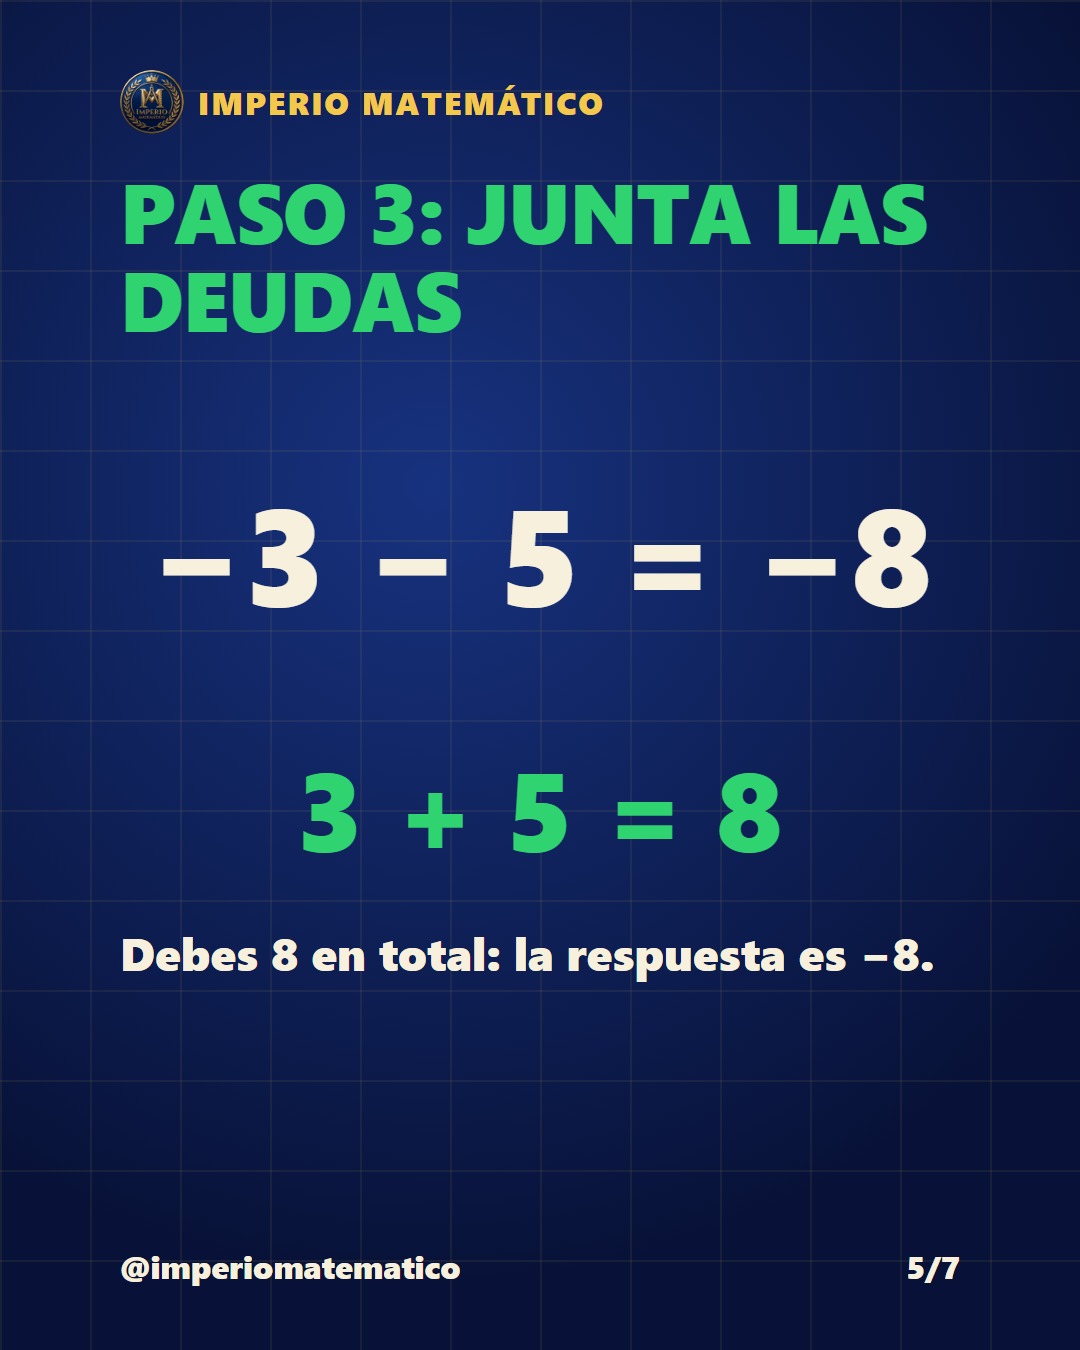 IMPERIO MATEMÁTICO
PASO 3: JUNTA LAS
DEUDAS
−3 − 5 = −8
3 + 5 = 8
Debes 8 en total: la respuesta es −8.
@imperiomatematico
5/7